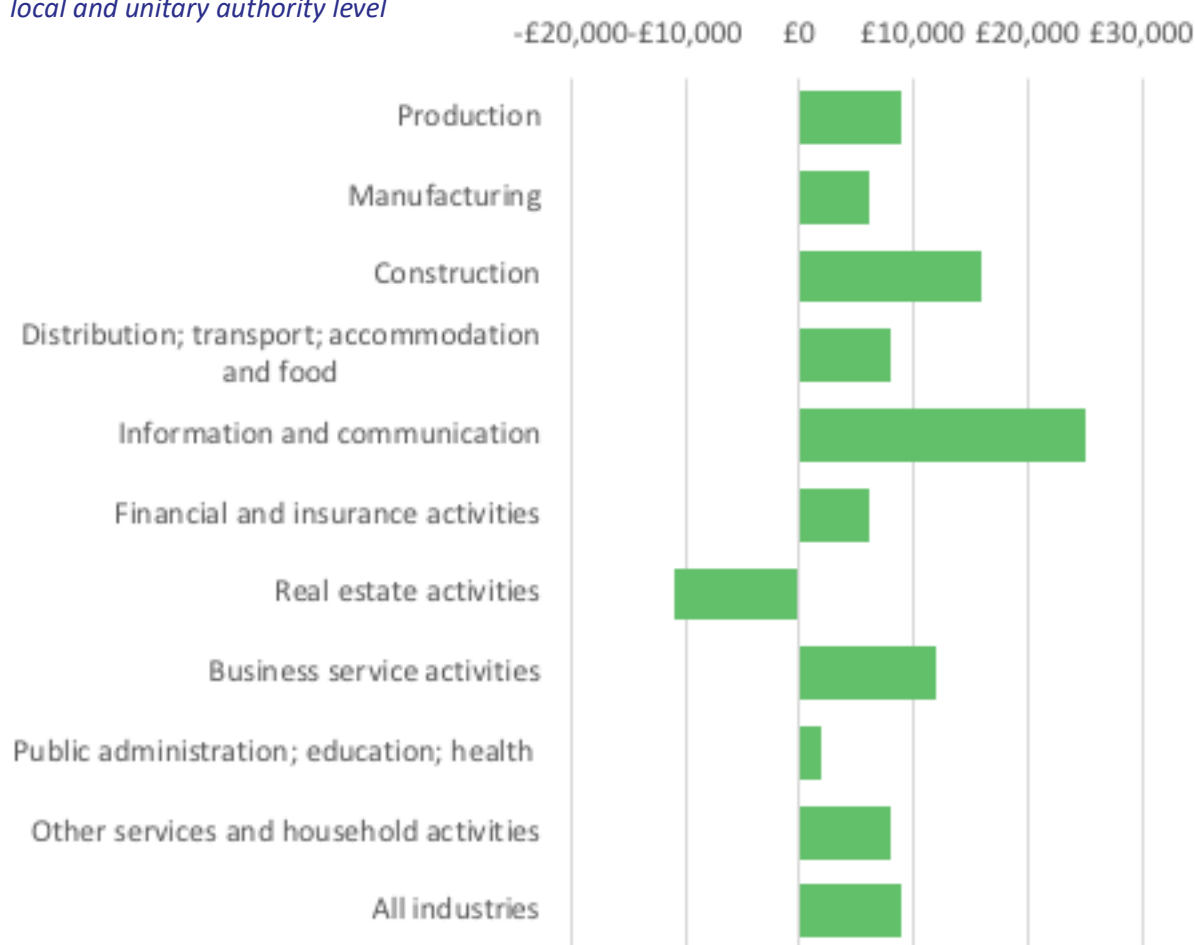 local and unitary authority level
-£20,000-£10,000 £0 £10,000 £20,000 £30,000
Production
Manufacturing
Construction
Distribution; transport; accommodation
and food
Information and communication
Financial and insurance activities
Real estate activities
Business service activities
Public administration; education; health
Other services and household activities
All industries